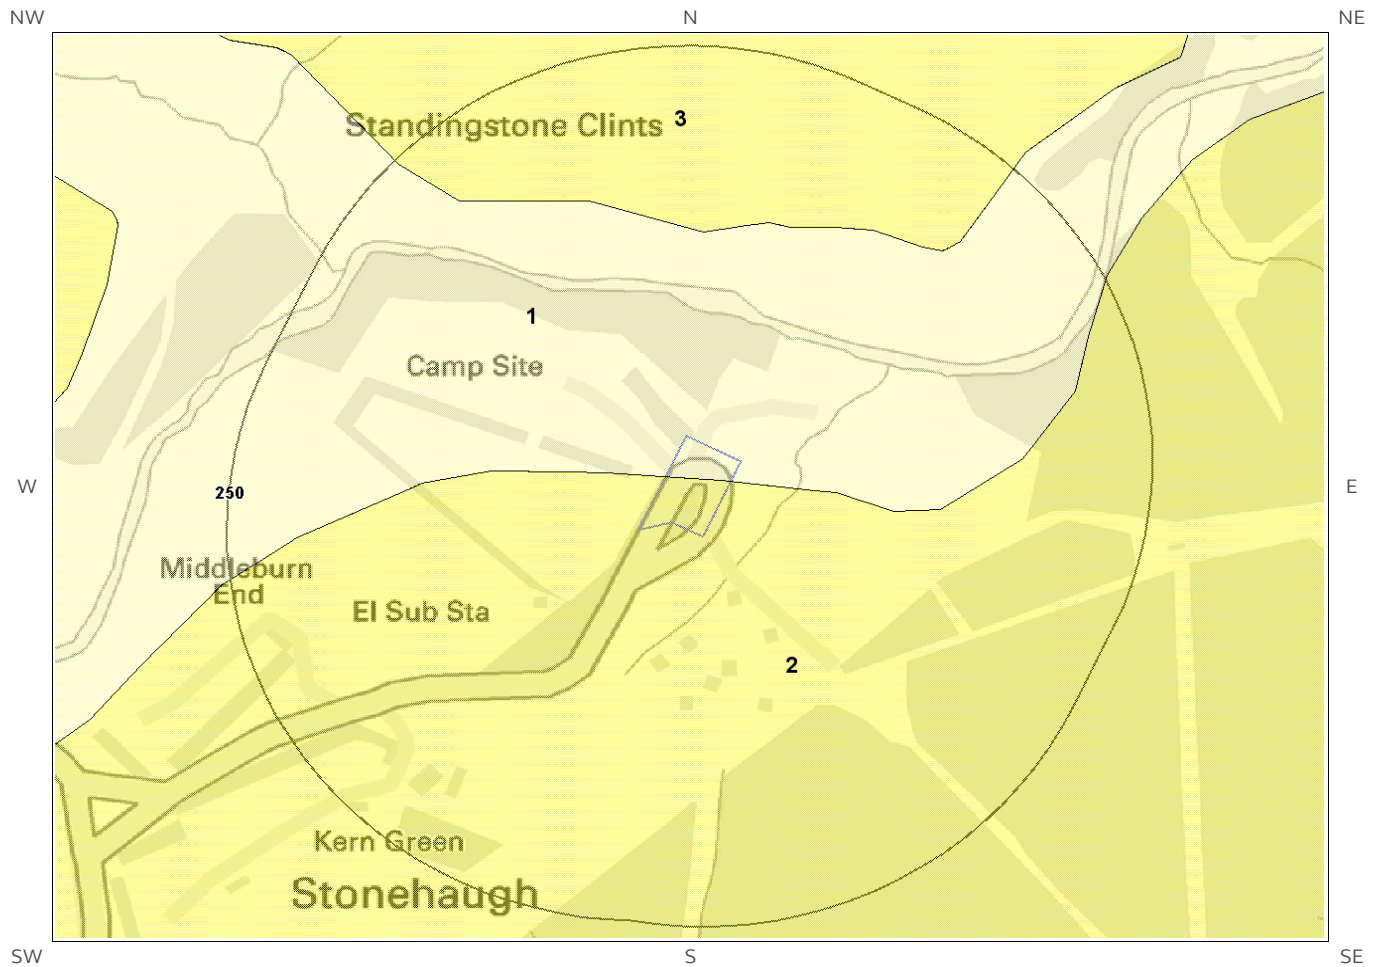 NW
N
NE
Standingstone Clints
3
1
Camp Site
W
250
E
Middleburn
End
El Sub Sta
2
Kern Green
Stonehaugh
SW
S
SE